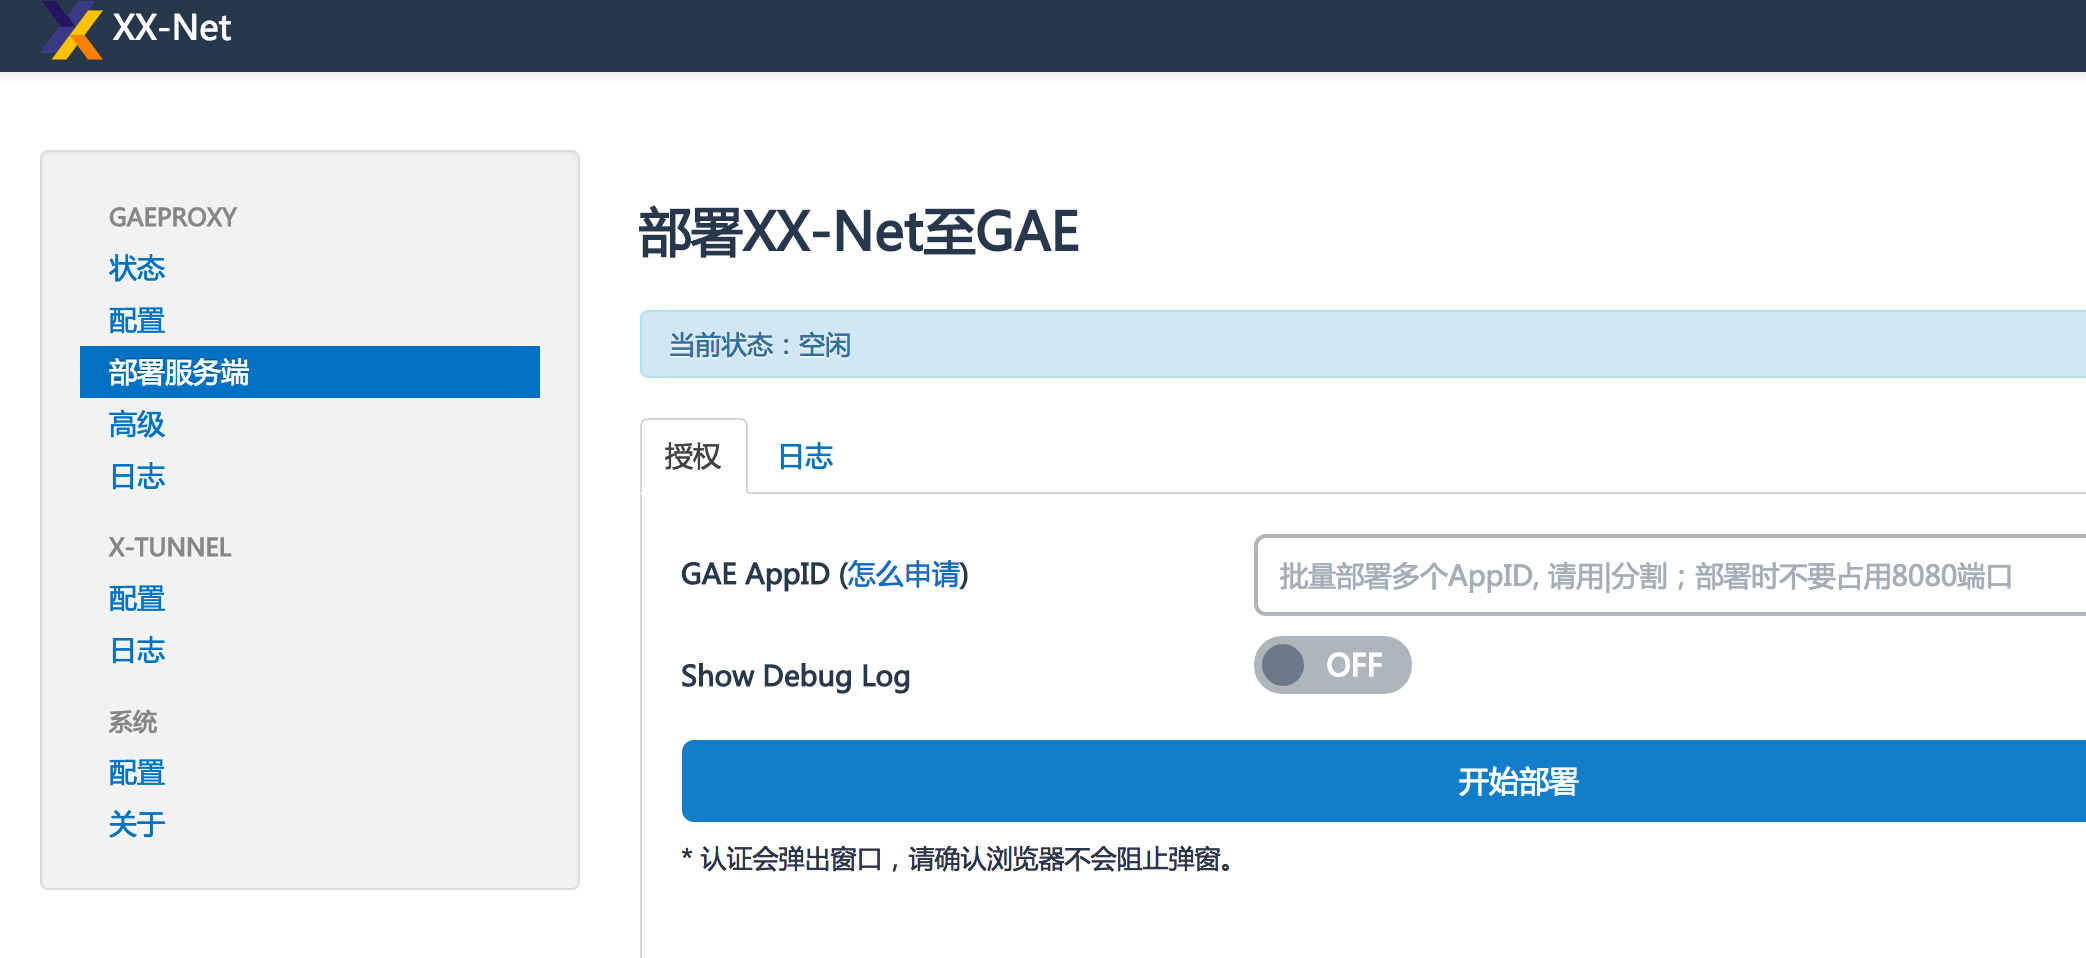 XX-Net
GAEPROXY
状态
配置
部署服务端
高级
日志
X-TUNNEL
配置
日志
系统
配置
关于
部署XX-Net至GAE
当前状态：空闲
授权 日志
GAE AppID (怎么申请) 批量部署多个AppID, 请用|分割；部署时不要占用8080端口
Show Debug Log OFF
开始部署
* 认证会弹出窗口，请确认浏览器不会阻止弹窗。